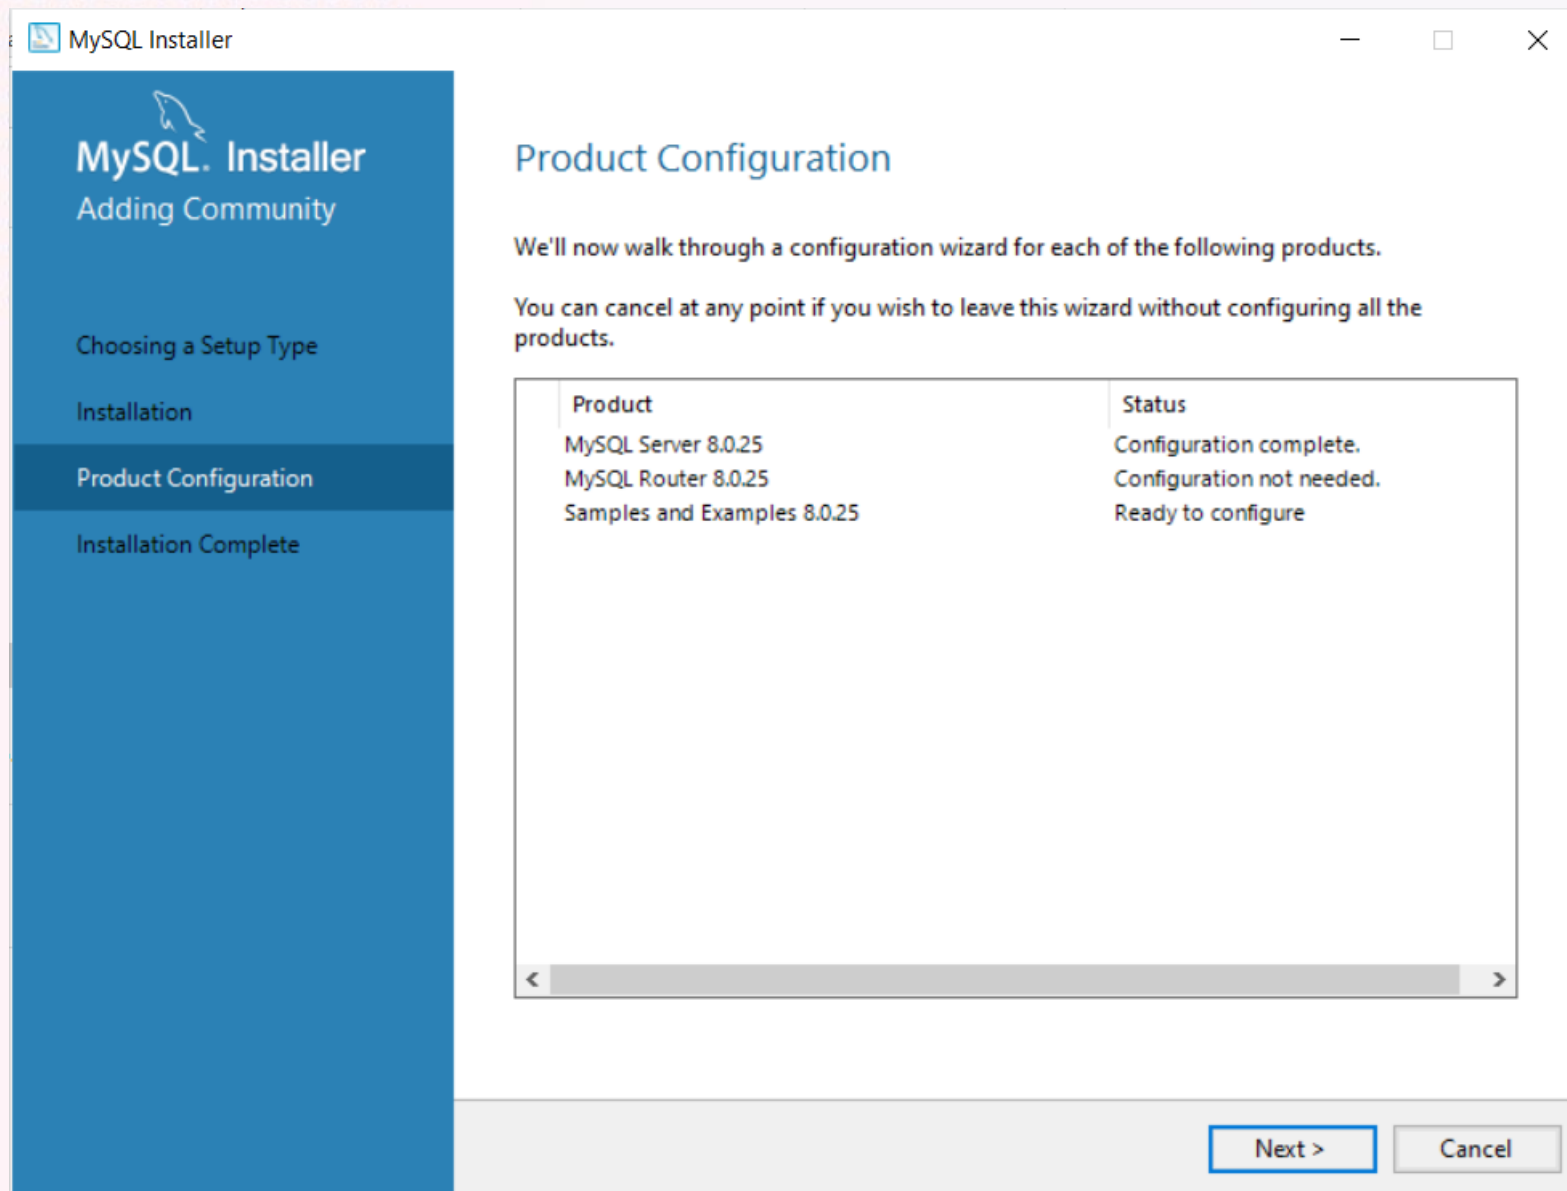 MySQL Installer
MySQL. Installer
Adding Community
Choosing a Setup Type
Installation
Product Configuration
Installation Complete
Product Configuration
We'll now walk through a configuration wizard for each of the following products.
You can cancel at any point if you wish to leave this wizard without configuring all the
products.
Product Status
MySQL Server 8.0.25 Configuration complete.
MySQL Router 8.0.25 Configuration not needed.
Samples and Examples 8.0.25 Ready to configure
Next > Cancel